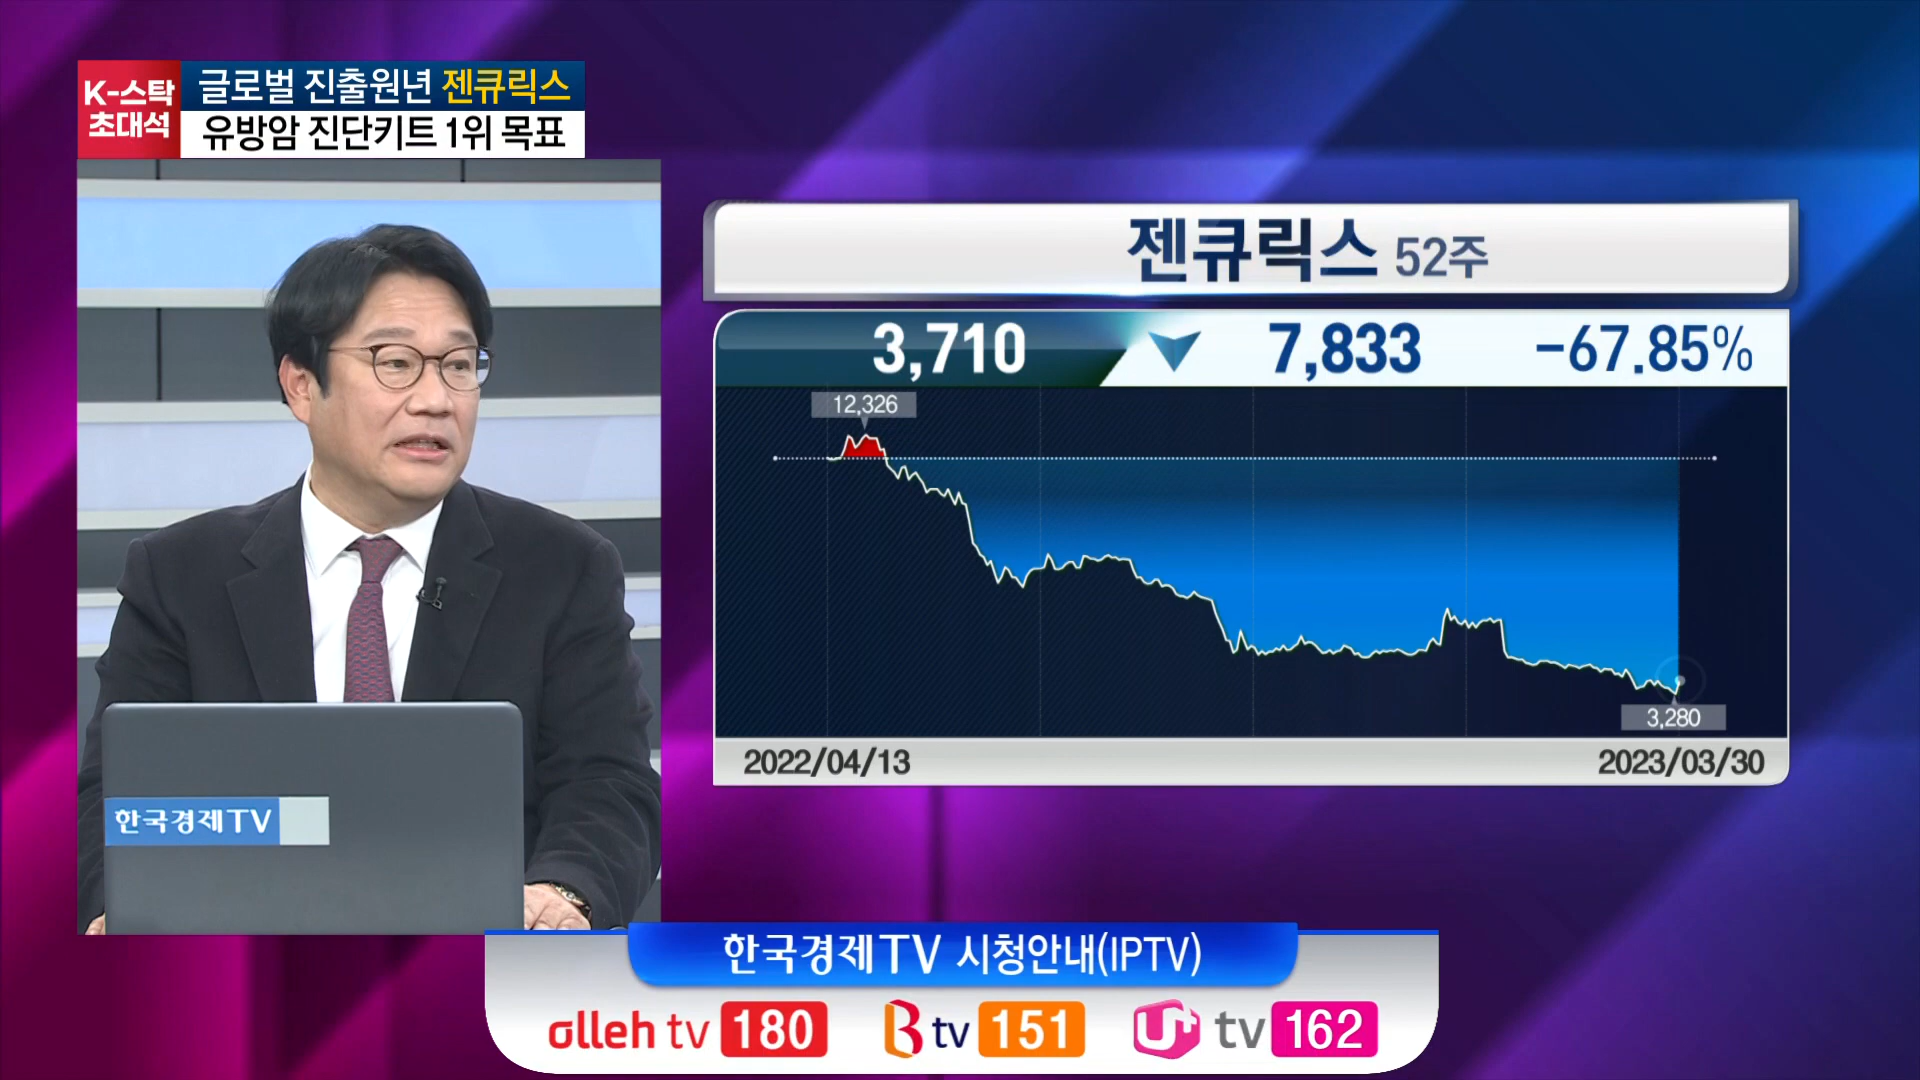 K-스탁
초대석
글로벌 진출원년 젠큐릭스
유방암 진단키트 1위 목표
젠큐릭스 52주
3,710 7,833 -67.85%
12,326
3,280
2022/04/13 2023/03/30
한국경제TV
한국경제TV 시청안내(IPTV)
olleh tv 180 B tv 151 U+ tv 162